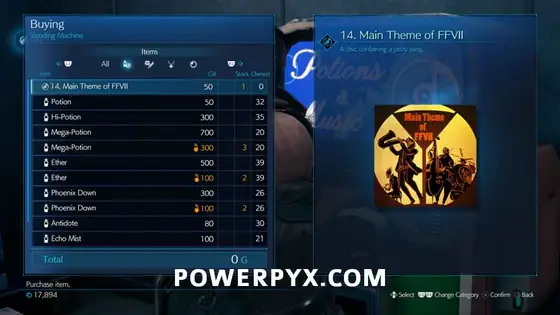 Buying
Vending Machine
Items
All
Item Gil Stock Owned
14. Main Theme of FFVII 50 1 0
Potion 50 32
Hi-Potion 300 35
Mega-Potion 700 20
Mega-Potion 300 3 20
Ether 500 39
Ether 100 2 39
Phoenix Down 300 26
Phoenix Down 100 2 26
Antidote 80 30
Echo Mist 100 21
Total 0 G
Purchase item.
17,894
14. Main Theme of FFVII
A disc containing a jazzy song.
Potions
&
Music
Main Theme
of
FFVII
POWERPYX.COM
Select Change Category Confirm Back